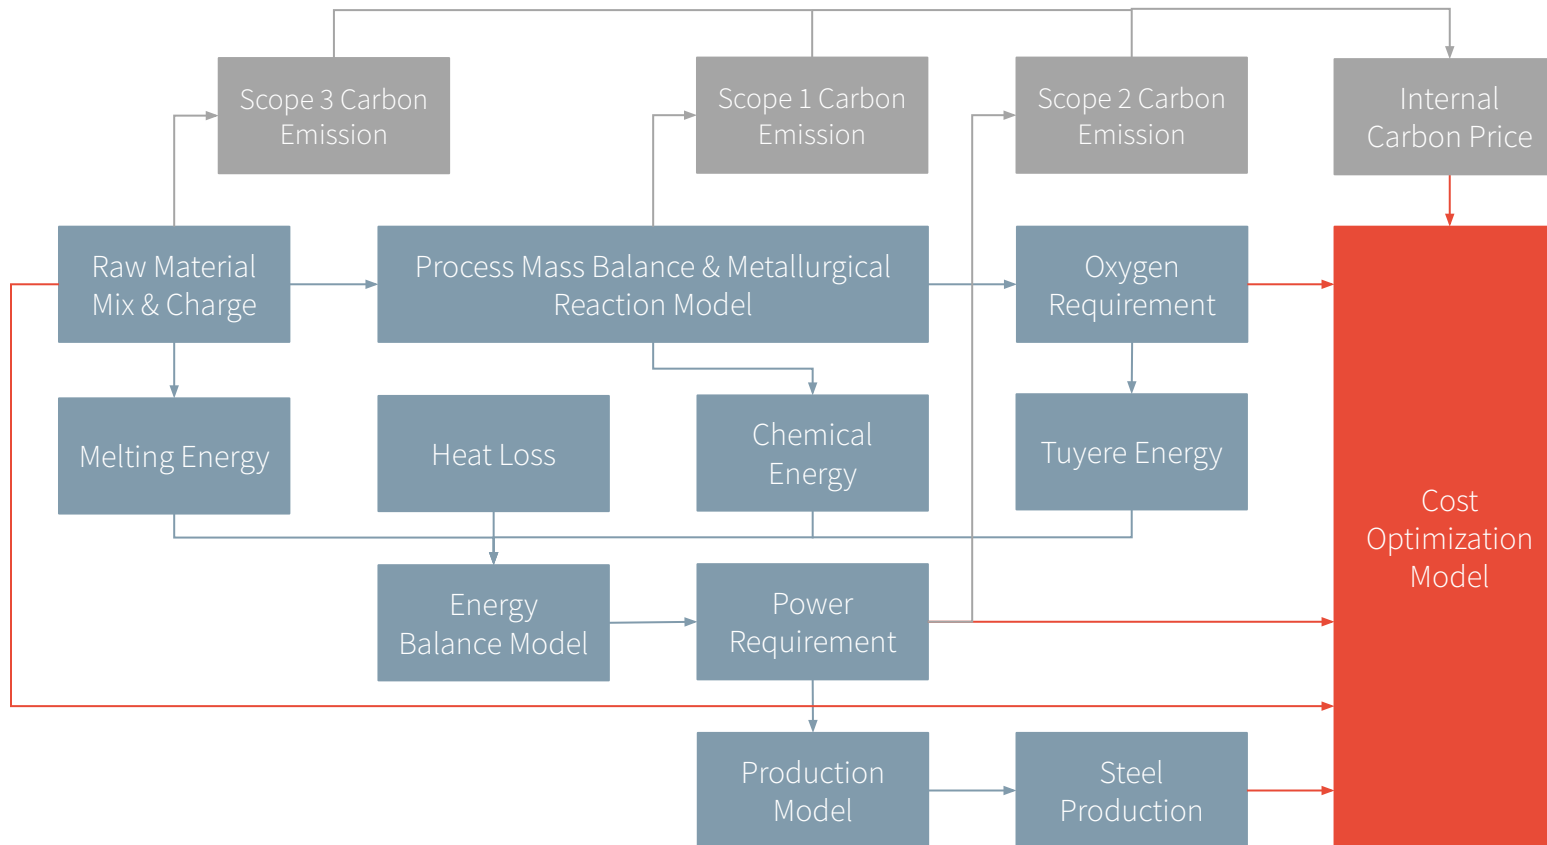 Scope 3 Carbon
Emission
Scope 1 Carbon
Emission
Scope 2 Carbon
Emission
Internal
Carbon Price
Raw Material
Mix & Charge
Process Mass Balance & Metallurgical
Reaction Model
Oxygen
Requirement
Melting Energy
Heat Loss
Chemical
Energy
Tuyere Energy
Cost
Optimization
Model
Energy
Balance Model
Power
Requirement
Production
Model
Steel
Production